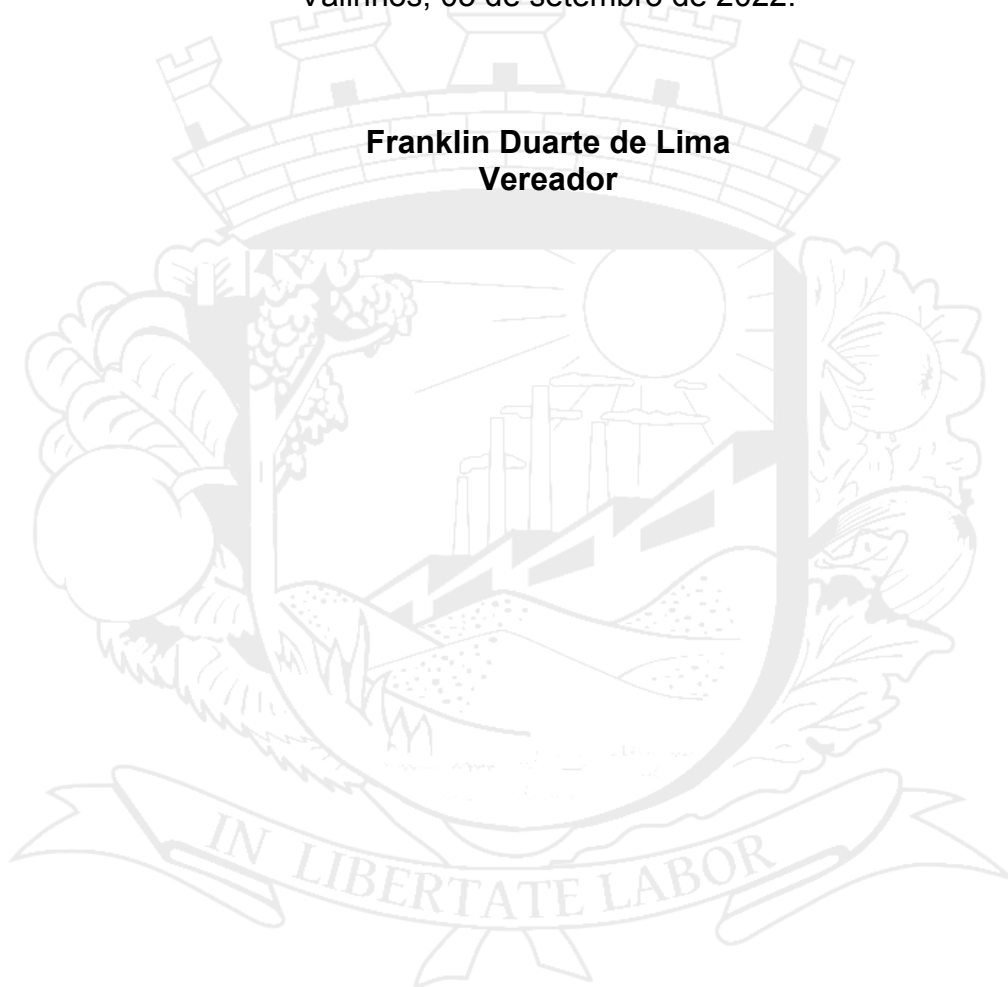 Valinhos, de setembro de 2022.
Franklin Duarte de Lima
Vereador
IN LIBERTATE LABOR